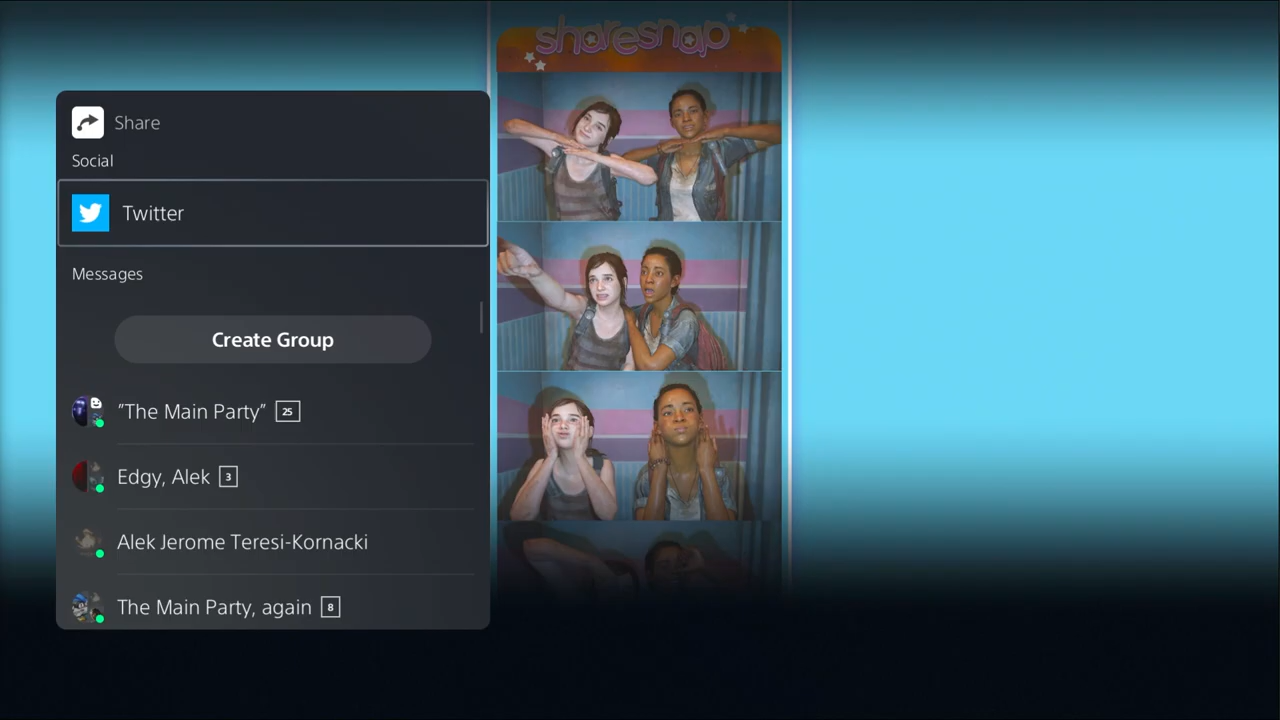 sharesnap
Share
Social
Twitter
Messages
Create Group
"The Main Party" 25
Edgy, Alek 3
Alek Jerome Teresi-Kornacki
The Main Party, again 8